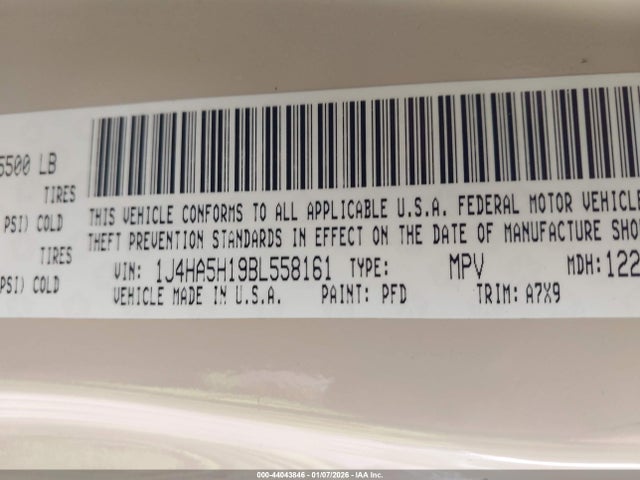 5500 LB
TIRES
PSI) COLD
TIRES
PSI) COLD
THIS VEHICLE CONFORMS TO ALL APPLICABLE U.S.A. FEDERAL MOTOR VEHICLE
THEFT PREVENTION STANDARDS IN EFFECT ON THE DATE OF MANUFACTURE SHO
VIN: 1J4HA5H19BL558161 TYPE: MPV MDH: 122
VEHICLE MADE IN U.S.A. PAINT: PFD TRIM: A7X9
000-44043846 - 01/07/2026 - IAA Inc.